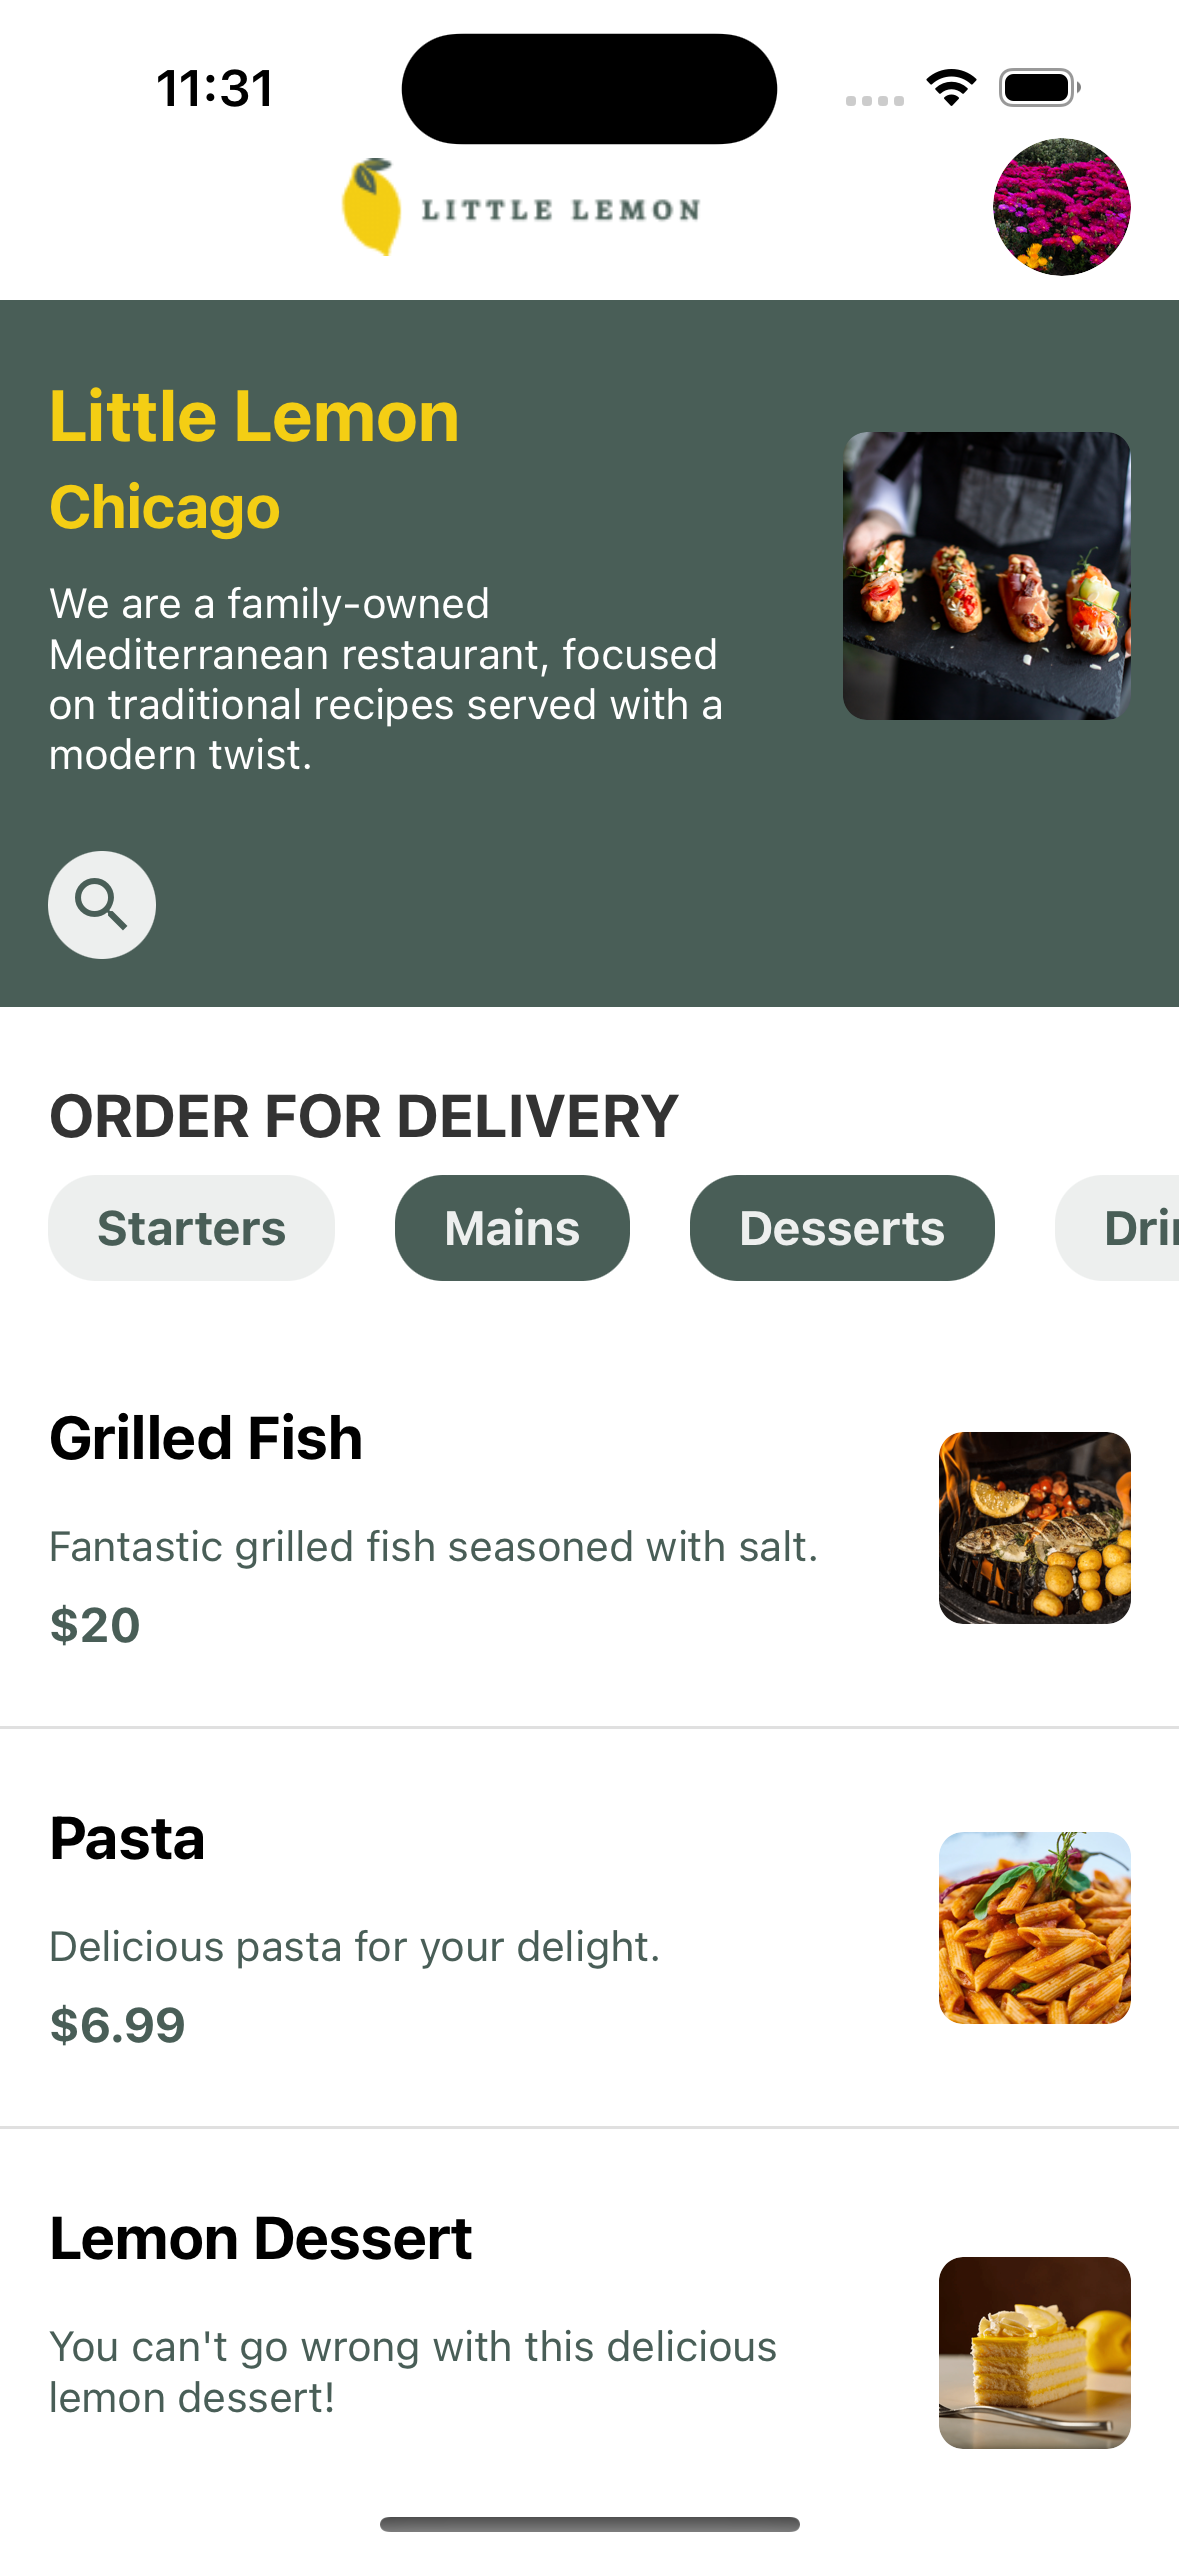 11:31
LITTLE LEMON
Little Lemon
Chicago
We are a family-owned
Mediterranean restaurant, focused
on traditional recipes served with a
modern twist.
ORDER FOR DELIVERY
Starters Mains Desserts Dri
Grilled Fish
Fantastic grilled fish seasoned with salt.
$20
Pasta
Delicious pasta for your delight.
$6.99
Lemon Dessert
You can't go wrong with this delicious
lemon dessert!